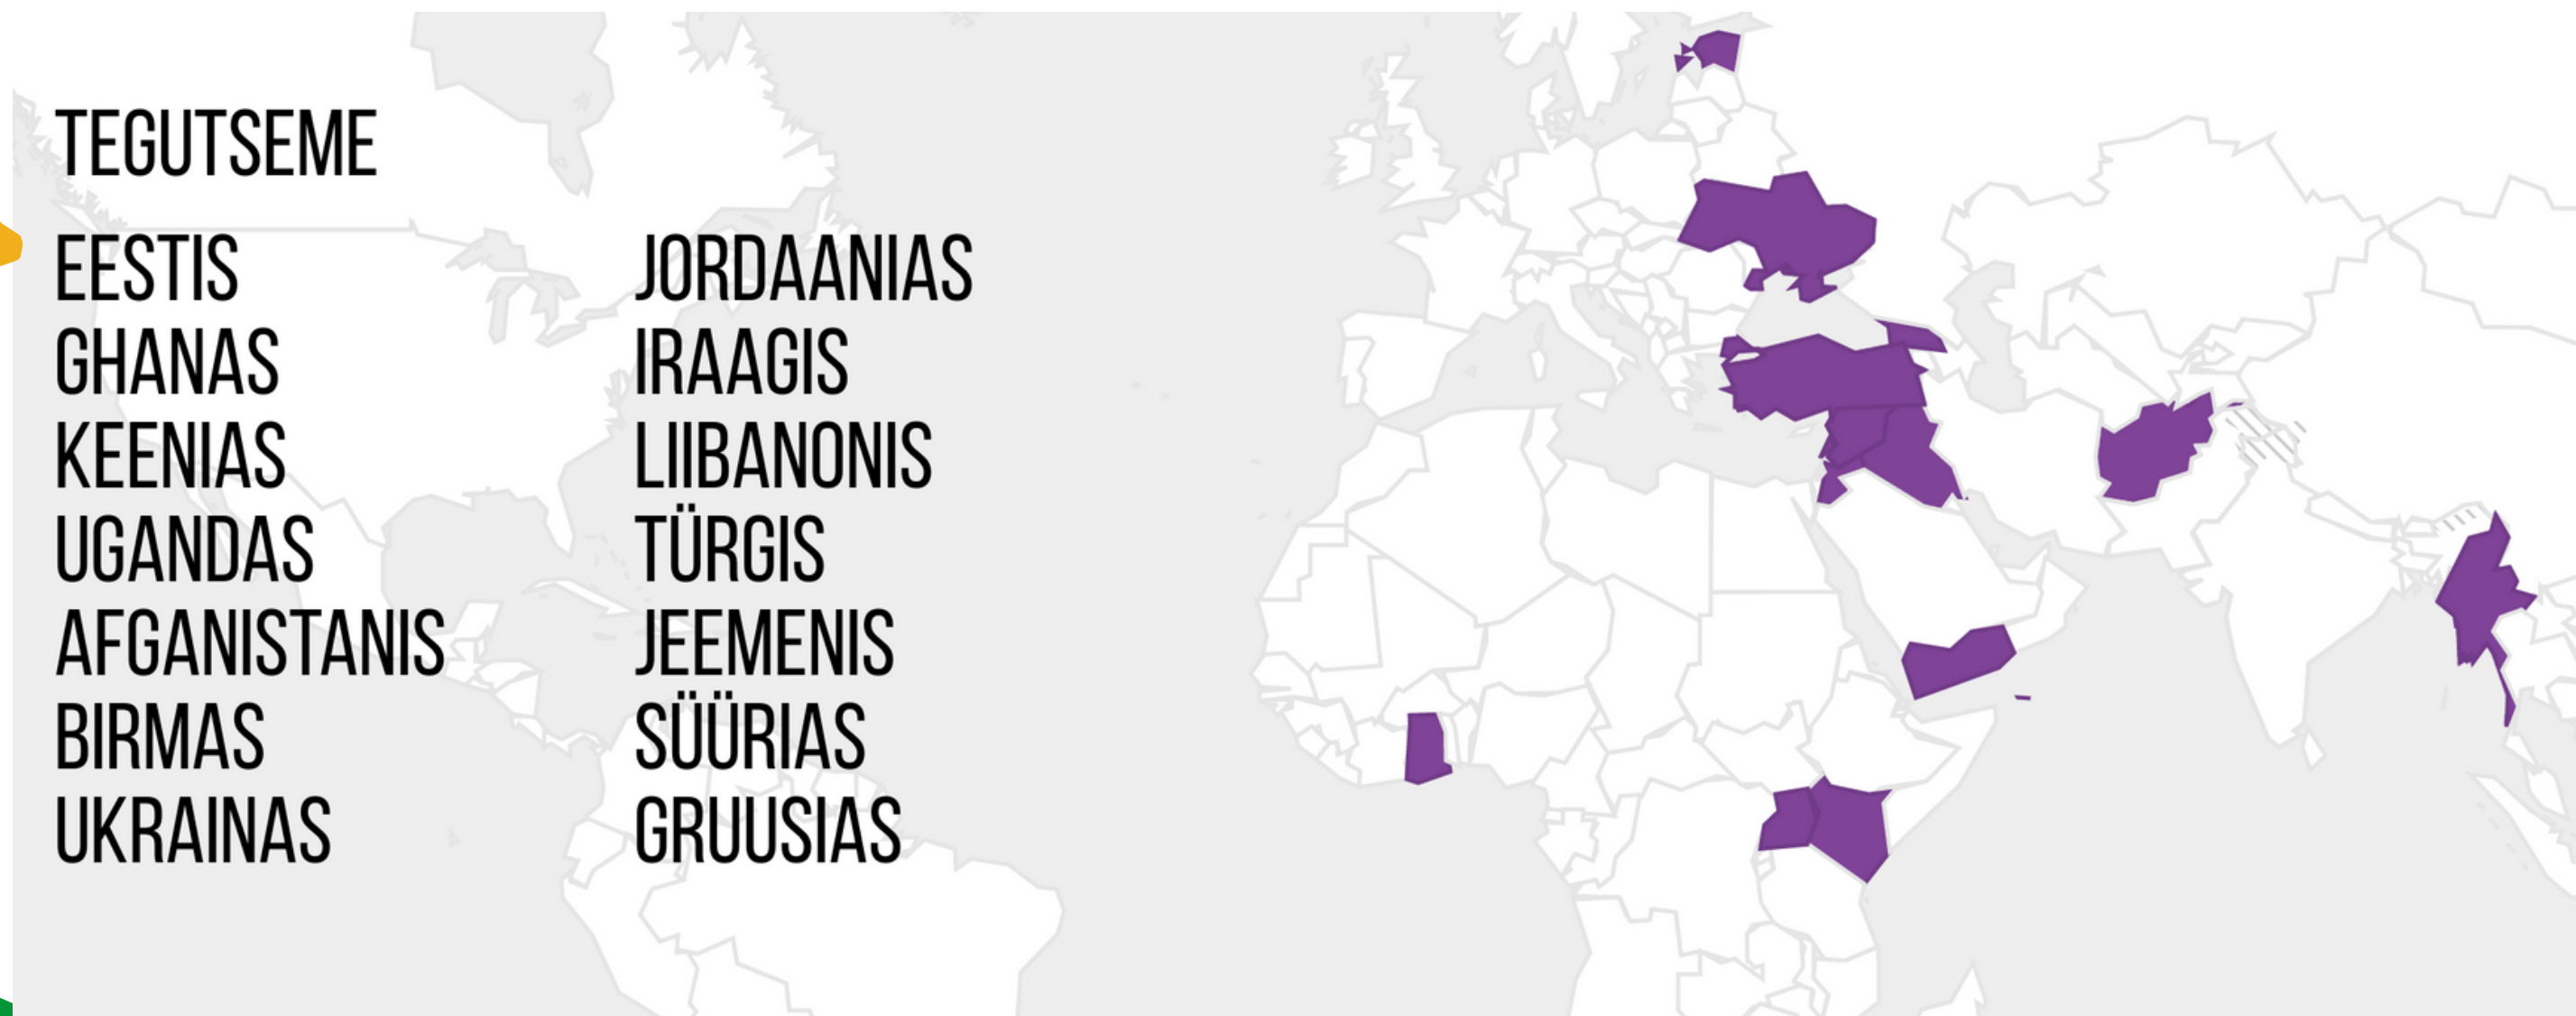 TEGUTSEME
EESTIS
GHANAS
KEENIAS
UGANDAS
AFGANISTANIS
BIRMAS
UKRAINAS
JORDAANIAS
IRAAGIS
LIIBANONIS
TÜRGIS
JEEMENIS
SÜÜRIAS
GRUUSIAS